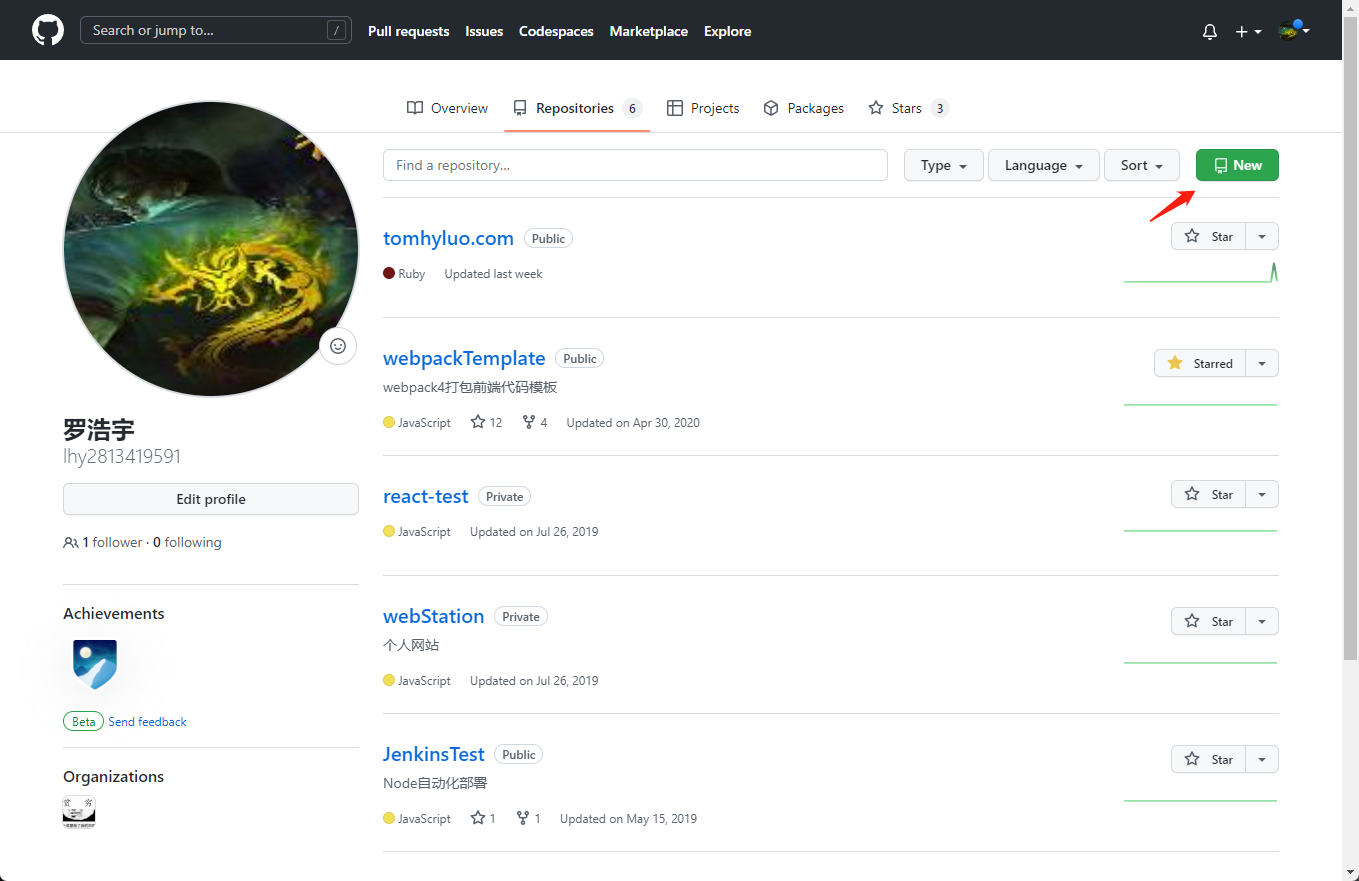 Search or jump to... / Pull requests Issues Codespaces Marketplace Explore
Overview Repositories 6 Projects Packages Stars 3
Find a repository... Type Language Sort New
tomhyluo.com Public Star
Ruby Updated last week
webpackTemplate Public Starred
webpack4打包前端代码模板
JavaScript 12 4 Updated on Apr 30, 2020
罗浩宇
lhy2813419591
Edit profile
1 follower · 0 following
react-test Private Star
JavaScript Updated on Jul 26, 2019
Achievements
Beta Send feedback
webStation Private Star
个人网站
JavaScript Updated on Jul 26, 2019
Organizations
JenkinsTest Public Star
Node自动化部署
JavaScript 1 1 Updated on May 15, 2019